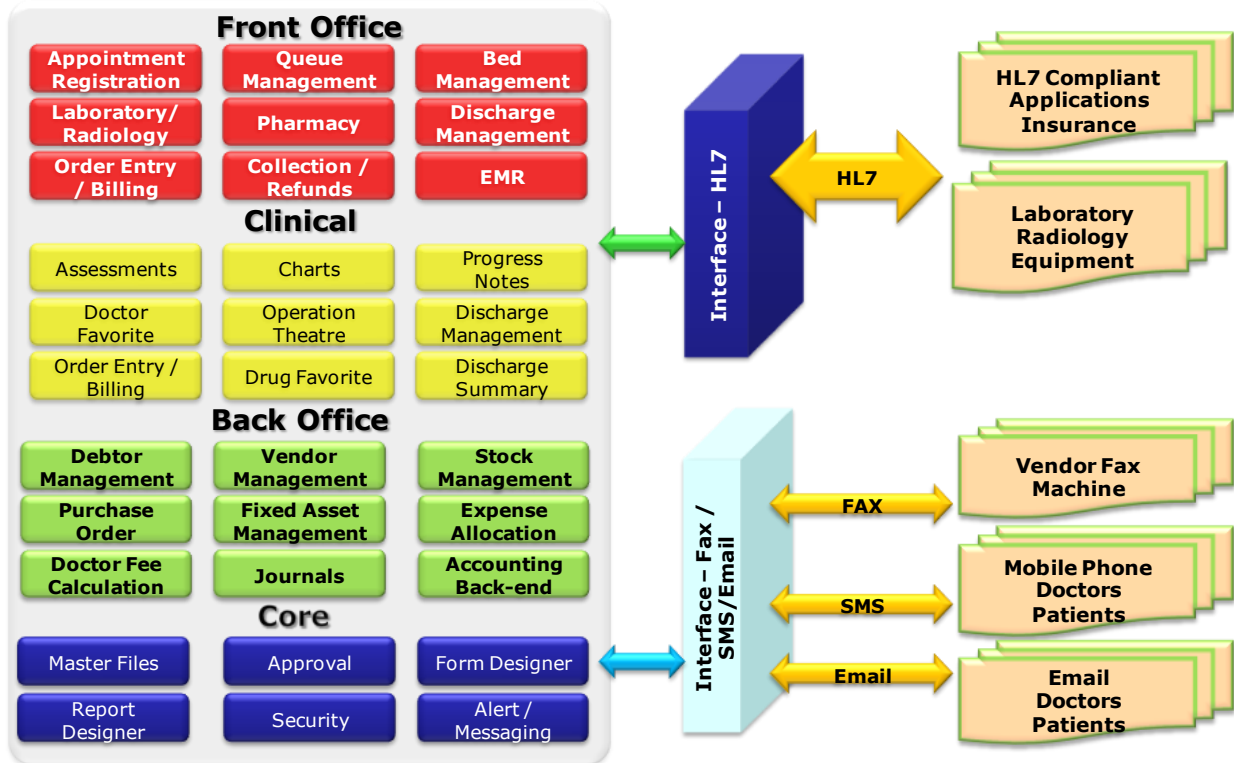 Front Office
Appointment
Registration
Queue
Management
Bed
Management
Laboratory/
Radiology
Pharmacy
Discharge
Management
Order Entry
/ Billing
Collection /
Refunds
EMR
Clinical
Assessments
Charts
Progress
Notes
Doctor
Favorite
Operation
Theatre
Discharge
Management
Order Entry /
Billing
Drug Favorite
Discharge
Summary
Back Office
Debtor
Management
Vendor
Management
Stock
Management
Purchase
Order
Fixed Asset
Management
Expense
Allocation
Doctor Fee
Calculation
Journals
Accounting
Back-end
Core
Master Files
Approval
Form Designer
Report
Designer
Security
Alert /
Messaging
Interface – HL7
HL7
HL7 Compliant
Applications
Insurance
Laboratory
Radiology
Equipment
Interface – Fax /
SMS/Email
FAX
Vendor Fax
Machine
SMS
Mobile Phone
Doctors
Patients
Email
Email
Doctors
Patients